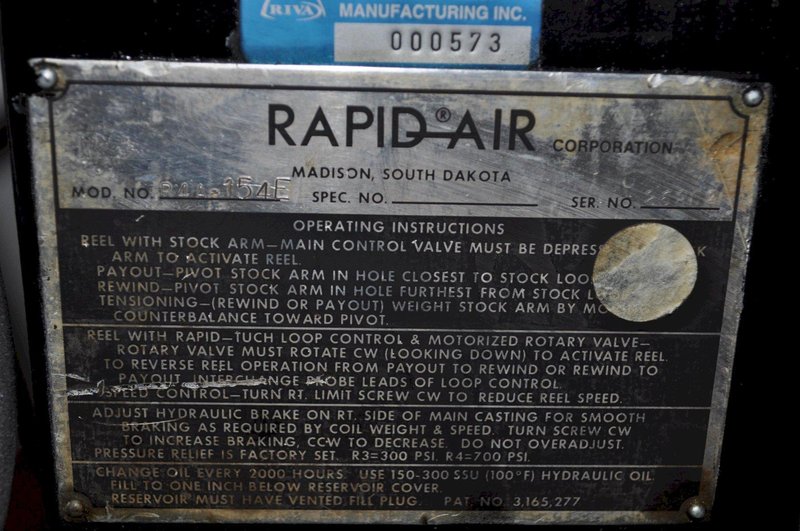 RIVA MANUFACTURING INC.
000573
RAPID-AIR® CORPORATION
MADISON, SOUTH DAKOTA
MOD. NO. SPEC. NO. SER. NO.
OPERATING INSTRUCTIONS
REEL WITH STOCK ARM—MAIN CONTROL VALVE MUST BE
ARM TO ACTIVATE REEL.
PAYOUT—PIVOT STOCK ARM IN HOLE CLOSEST TO STOCK
REWIND—PIVOT STOCK ARM IN HOLE FURTHEST FROM STOCK
TENSIONING—(REWIND OR PAYOUT) WEIGHT STOCK ARM BY
COUNTERBALANCE TOWARD PIVOT.
REEL WITH RAPID—TUCH LOOP CONTROL & MOTORIZED ROTARY VALVE—
ROTARY VALVE MUST ROTATE CW (LOOKING DOWN) TO ACTIVATE REEL.
TO REVERSE REEL OPERATION FROM PAYOUT TO REWIND OR REWIND TO
PAYOUT INTERCHANGE PROBE LEADS OF LOOP CONTROL.
SPEED CONTROL—TURN RT. LIMIT SCREW CW TO REDUCE REEL SPEED.
ADJUST HYDRAULIC BRAKE ON RT. SIDE OF MAIN CASTING FOR SMOOTH
BRAKING AS REQUIRED BY COIL WEIGHT & SPEED. TURN SCREW CW
TO INCREASE BRAKING, CCW TO DECREASE. DO NOT OVERADJUST.
PRESSURE RELIEF IS FACTORY SET. R3=300 PSI. R4=700 PSI.
CHANGE OIL EVERY 2000 HOURS. USE 150-300 SSU (100°F) HYDRAULIC OIL.
FILL TO ONE INCH BELOW RESERVOIR COVER.
RESERVOIR MUST HAVE VENTED FILL PLUG. PAT. NO. 3,165,277